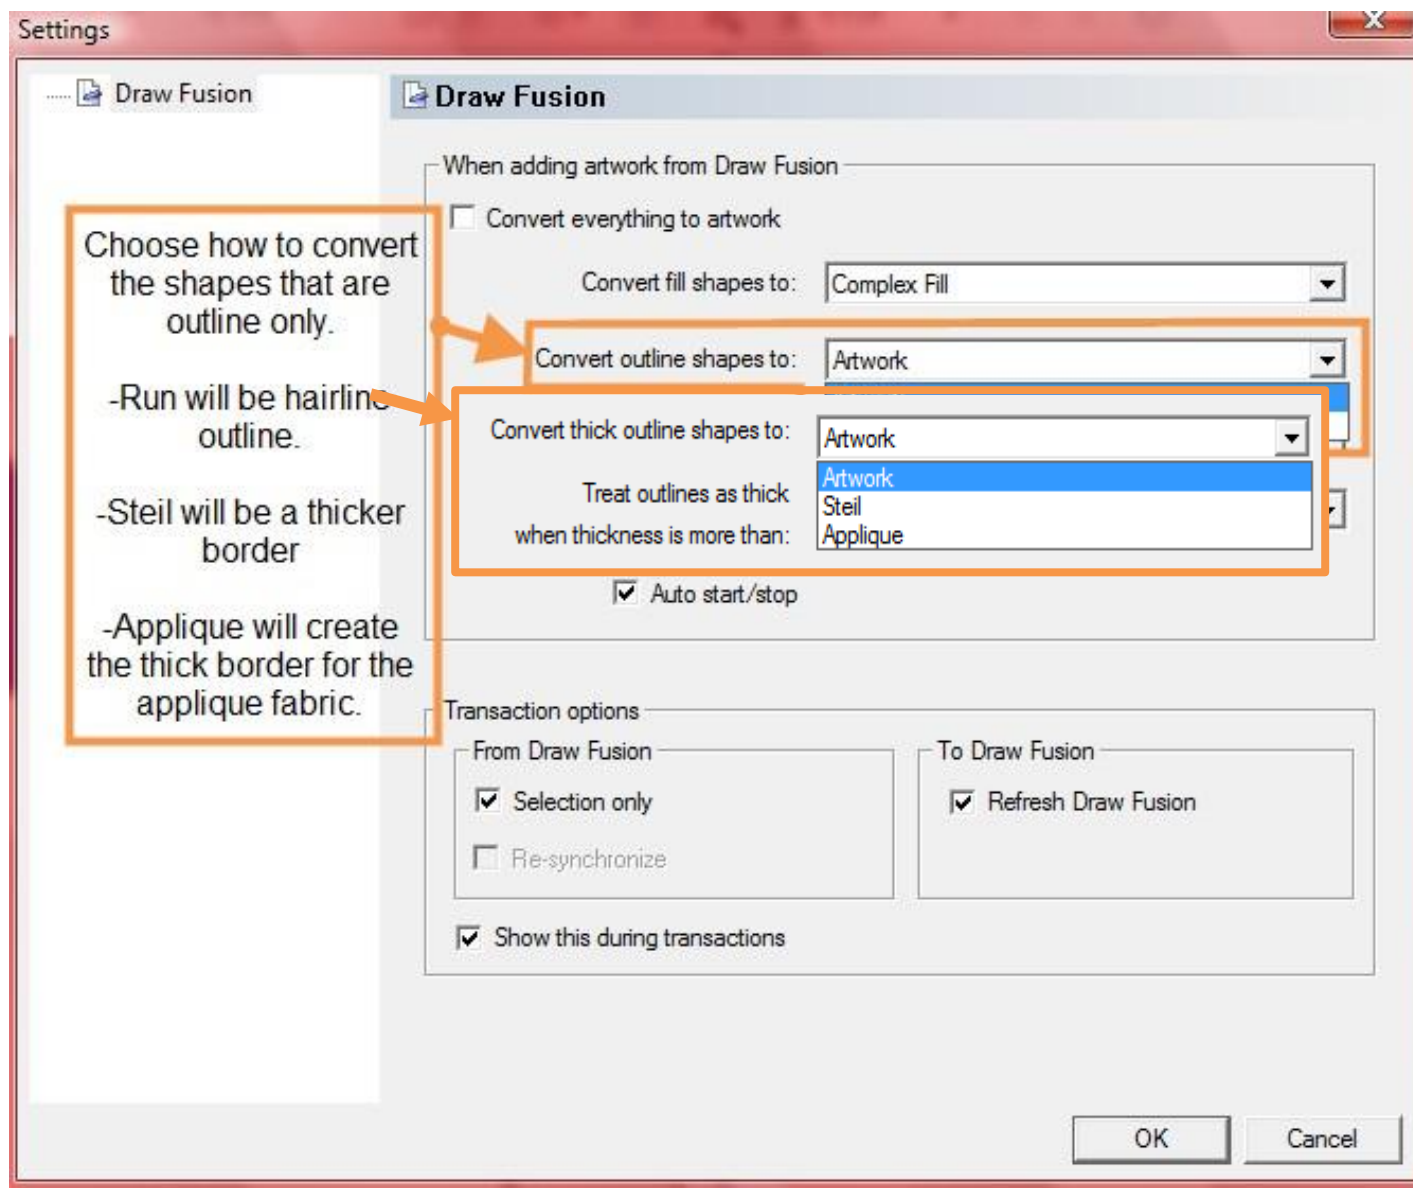 Settings
Draw Fusion
Draw Fusion
When adding artwork from Draw Fusion
Convert everything to artwork
Convert fill shapes to: Complex Fill
Convert outline shapes to: Artwork
Convert thick outline shapes to: Artwork
Artwork
Steil
Applique
Treat outlines as thick
when thickness is more than:
Auto start/stop
Choose how to convert
the shapes that are
outline only.
-Run will be hairline
outline.
-Steil will be a thicker
border
-Applique will create
the thick border for the
applique fabric.
Transaction options
From Draw Fusion
Selection only
Re-synchronize
To Draw Fusion
Refresh Draw Fusion
Show this during transactions
OK
Cancel